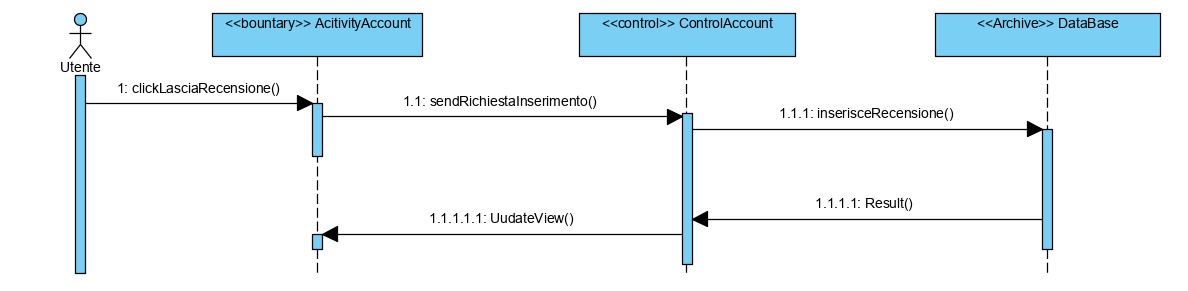 <<bountary>> AcitivityAccount
<<control>> ControlAccount
<<Archive>> DataBase
Utente
1: clickLasciaRecensione()
1.1: sendRichiestaInserimento()
1.1.1: inserisceRecensione()
1.1.1.1: Result()
1.1.1.1.1: UudateView()